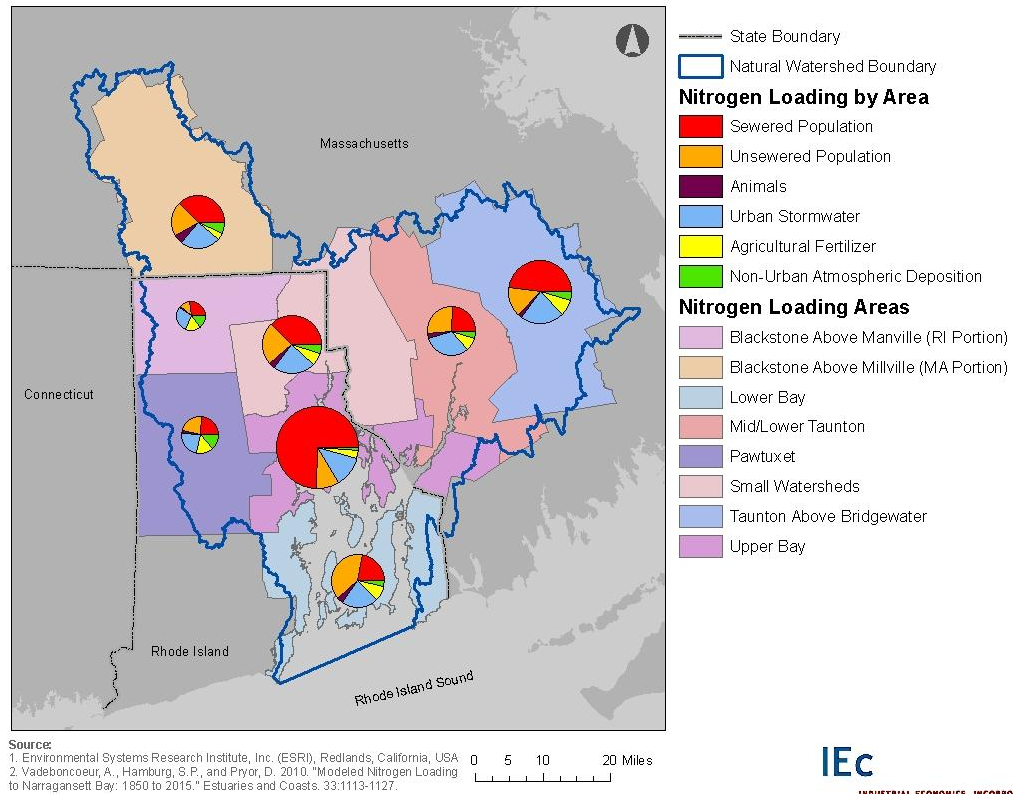 Massachusetts
Connecticut
Rhode Island
Rhode Island Sound
State Boundary
Natural Watershed Boundary
Nitrogen Loading by Area
Sewered Population
Unsewered Population
Animals
Urban Stormwater
Agricultural Fertilizer
Non-Urban Atmospheric Deposition
Nitrogen Loading Areas
Blackstone Above Manville (RI Portion)
Blackstone Above Millville (MA Portion)
Lower Bay
Mid/Lower Taunton
Pawtuxet
Small Watersheds
Taunton Above Bridgewater
Upper Bay
Source:
1. Environmental Systems Research Institute, Inc. (ESRI), Redlands, California, USA
2. Vadeboncoeur, A., Hamburg, S.P., and Pryor, D. 2010. "Modeled Nitrogen Loading
to Narragansett Bay: 1850 to 2015." Estuaries and Coasts. 33:1113-1127.
0 5 10 20 Miles
IEc
INDUSTRIAL ECONOMICS, INCORPO